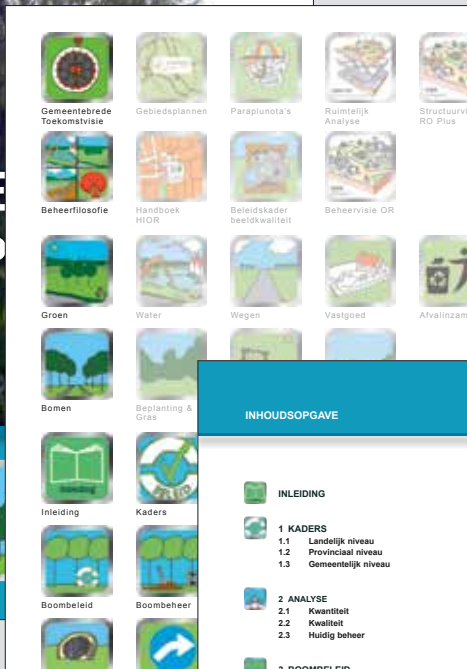 Gemeentebrede
Toekomstvisie
Gebiedsplannen
Paraplunota's
Ruimtelijk
Analyse
RO Plus
Beheerfilosofie
Handboek
HIOR
Beleidskader
beeldkwaliteit
Beheervisie OR
Groen
Water
Wegen
Vastgoed
Bomen
Beplanting &
Gras
Inleiding
Kaders
Boombeleid
Boombeheer
INHOUDSOPGAVE
INLEIDING
1 KADERS
1.1 Landelijk niveau
1.2 Provinciaal niveau
1.3 Gemeentelijk niveau
2 ANALYSE
2.1 Kwantiteit
2.2 Kwaliteit
2.3 Huidig beheer
3 BOOMBELEID